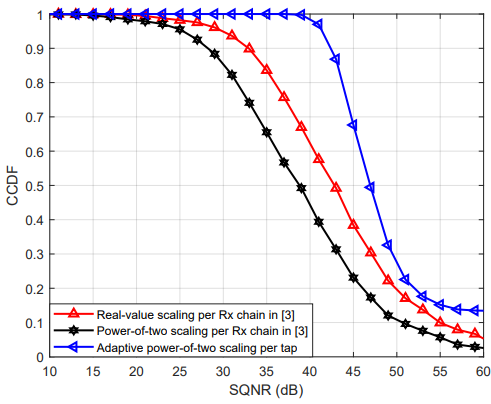 1
0.9
0.8
0.7
0.6
0.5
0.4
0.3
0.2
0.1
0
CCDF
Real-value scaling per Rx chain in [3]
Power-of-two scaling per Rx chain in [3]
Adaptive power-of-two scaling per tap
10 15 20 25 30 35 40 45 50 55 60
SQNR (dB)